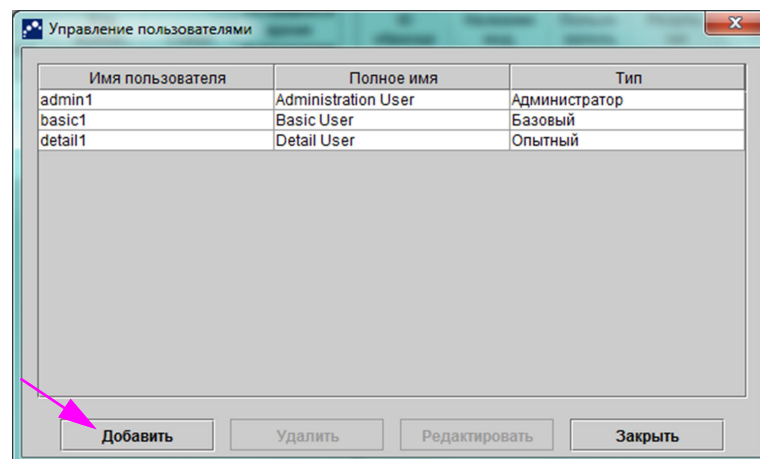 Управление пользователями
Имя пользователя Полное имя Тип
admin1 Administration User Администратор
basic1 Basic User Базовый
detail1 Detail User Опытный
Добавить Удалить Редактировать Закрыть